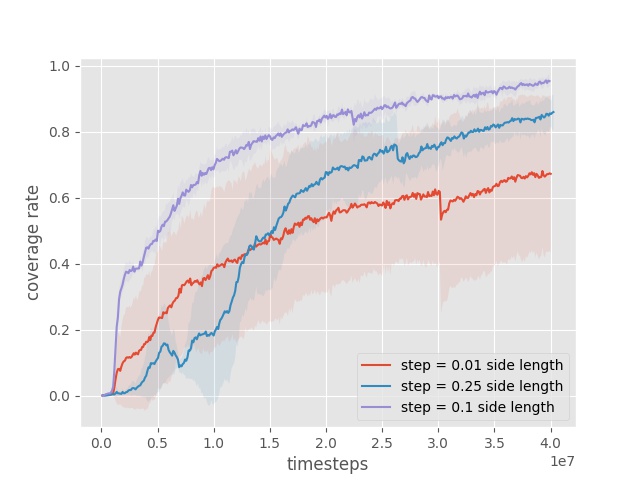 1.0
0.8
0.6
0.4
0.2
0.0
coverage rate
step = 0.01 side length
step = 0.25 side length
step = 0.1 side length
0.0 0.5 1.0 1.5 2.0 2.5 3.0 3.5 4.0
1e7
timesteps